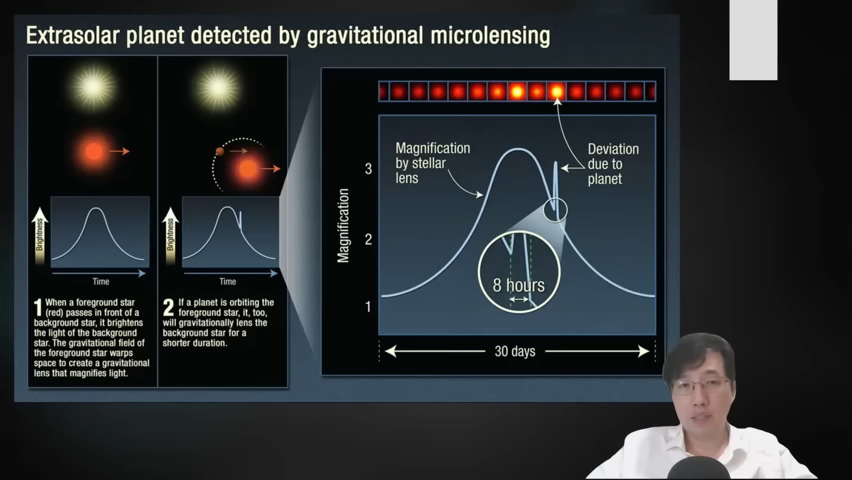 Extrasolar planet detected by gravitational microlensing
Brightness
Time
1 When a foreground star
(red) passes in front of a
background star, it brightens
the light of the background
star. The gravitational field of
the foreground star warps
space to create a gravitational
lens that magnifies light.
Brightness
Time
2 If a planet is orbiting the
foreground star, it, too,
will gravitationally lens the
background star for a
shorter duration.
Magnification
3
2
1
Magnification
by stellar
lens
Deviation
due to
planet
8 hours
30 days